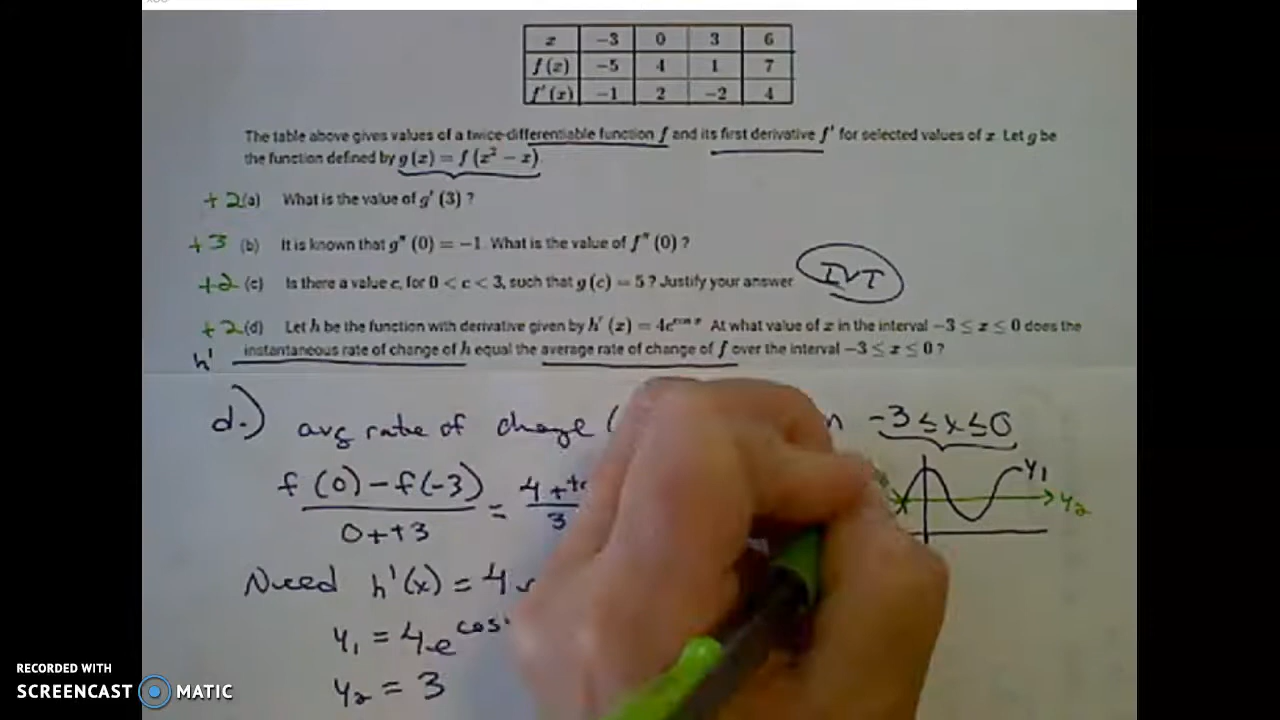 x −3 0 3 6
f(x) −5 4 1 7
f′(x) −1 2 −2 4
The table above gives values of a twice-differentiable function f and its first derivative f′ for selected values of x. Let g be
the function defined by g(x) = f(x² − x)
+2 (a) What is the value of g′(3) ?
+3 (b) It is known that g″(0) = −1. What is the value of f″(0) ?
+2 (c) Is there a value c, for 0 < c < 3, such that g(c) = 5 ? Justify your answer
IVT
+2 (d) Let h be the function with derivative given by h′(x) = 4e^cos x At what value of x in the interval −3 ≤ x ≤ 0 does the
h' instantaneous rate of change of h equal the average rate of change of f over the interval −3 ≤ x ≤ 0 ?
d.) avg rate of change ( -3 ≤ x ≤ 0
f(0) - f(-3) / 0++3 = 4 + / 3
y₁
y₂
Need h'(x) = 4
y₁ = 4e^cos
y₂ = 3
RECORDED WITH
SCREENCAST MATIC